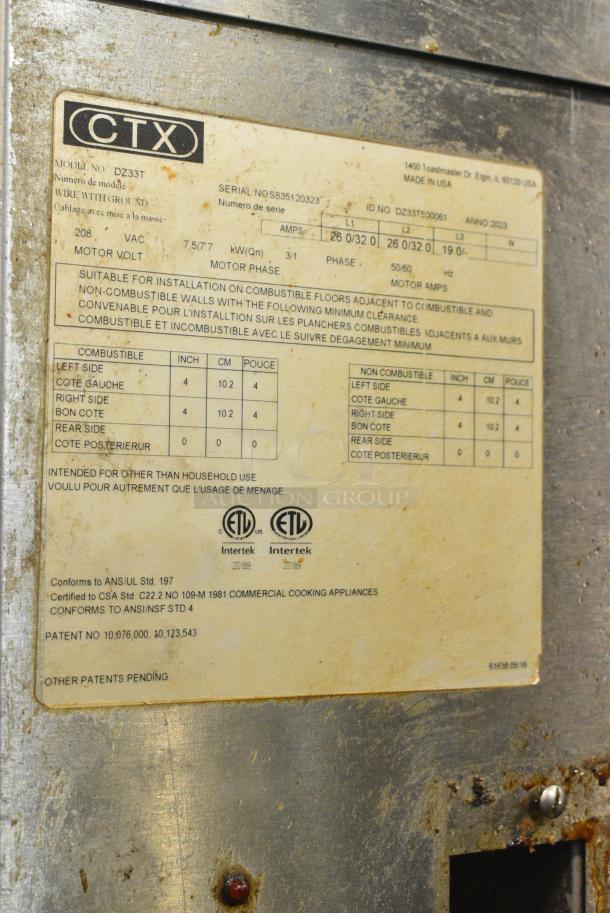 CTX
1400 Toastmaster Dr. Elgin, IL 60120 USA
MADE IN USA
MODEL NO. DZ33T
Numero de modele
WIRE WITH GROUND
Cablage avec mise a la masse:
SERIAL NO S835120323
Numero de serie
ID NO DZ33T500061 ANNO 2023
L1 L2 L3 N
AMPS 26 0/32 0 26 0/32 0 19 0/-
208 VAC 7.5/7'7 kW(Qn) 3/1 PHASE 50/60 Hz
MOTOR VOLT MOTOR PHASE MOTOR AMPS
SUITABLE FOR INSTALLATION ON COMBUSTIBLE FLOORS ADJACENT TO COMBUSTIBLE AND
NON-COMBUSTIBLE WALLS WITH THE FOLLOWING MINIMUM CLEARANCE
CONVENABLE POUR L'INSTALLTION SUR LES PLANCHERS COMBUSTIBLES ADJACENTS A AUX MURS
COMBUSTIBLE ET INCOMBUSTIBLE AVEC LE SUIVRE DEGAGEMENT MINIMUM
COMBUSTIBLE INCH CM POUCE
LEFT SIDE
COTE GAUCHE 4 10.2 4
RIGHT SIDE
BON COTE 4 10.2 4
REAR SIDE
COTE POSTERIERUR 0 0 0
NON COMBUSTIBLE INCH CM POUCE
LEFT SIDE
COTE GAUCHE 4 10.2 4
RIGHT SIDE
BON COTE 4 10.2 4
REAR SIDE
COTE POSTERIERUR 0 0 0
INTENDED FOR OTHER THAN HOUSEHOLD USE
VOULU POUR AUTREMENT QUE L'USAGE DE MENAGE
AUCTION GROUP
ETL ETL
Intertek Intertek
Conforms to ANS/UL Std. 197
Certified to CSA Std. C22.2 NO 109-M 1981 COMMERCIAL COOKING APPLIANCES
CONFORMS TO ANSI/NSF STD 4
PATENT NO 10,076,000, 10,123,543
OTHER PATENTS PENDING
61638 05/16